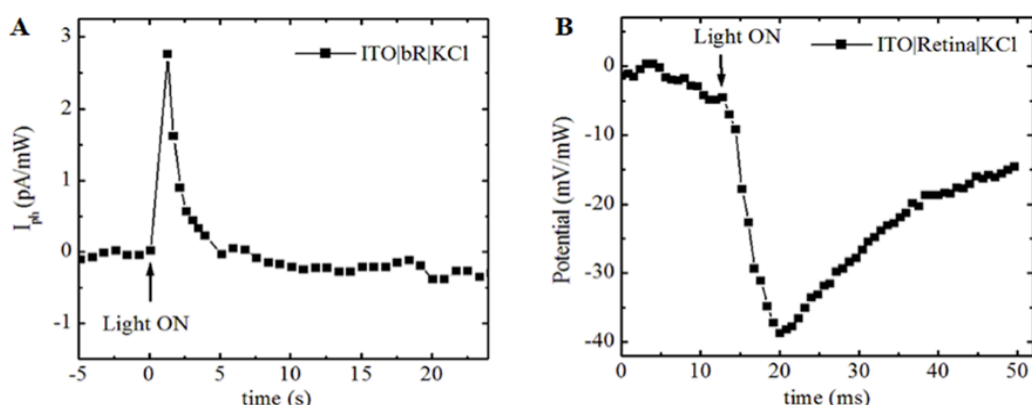 A
ITO|bR|KCl
Light ON
I_ph (pA/mW)
3
2
1
0
-1
-5
0
5
10
15
20
time (s)
B
Light ON
ITO|Retina|KCl
Potential (mV/mW)
0
-10
-20
-30
-40
0
10
20
30
40
50
time (ms)